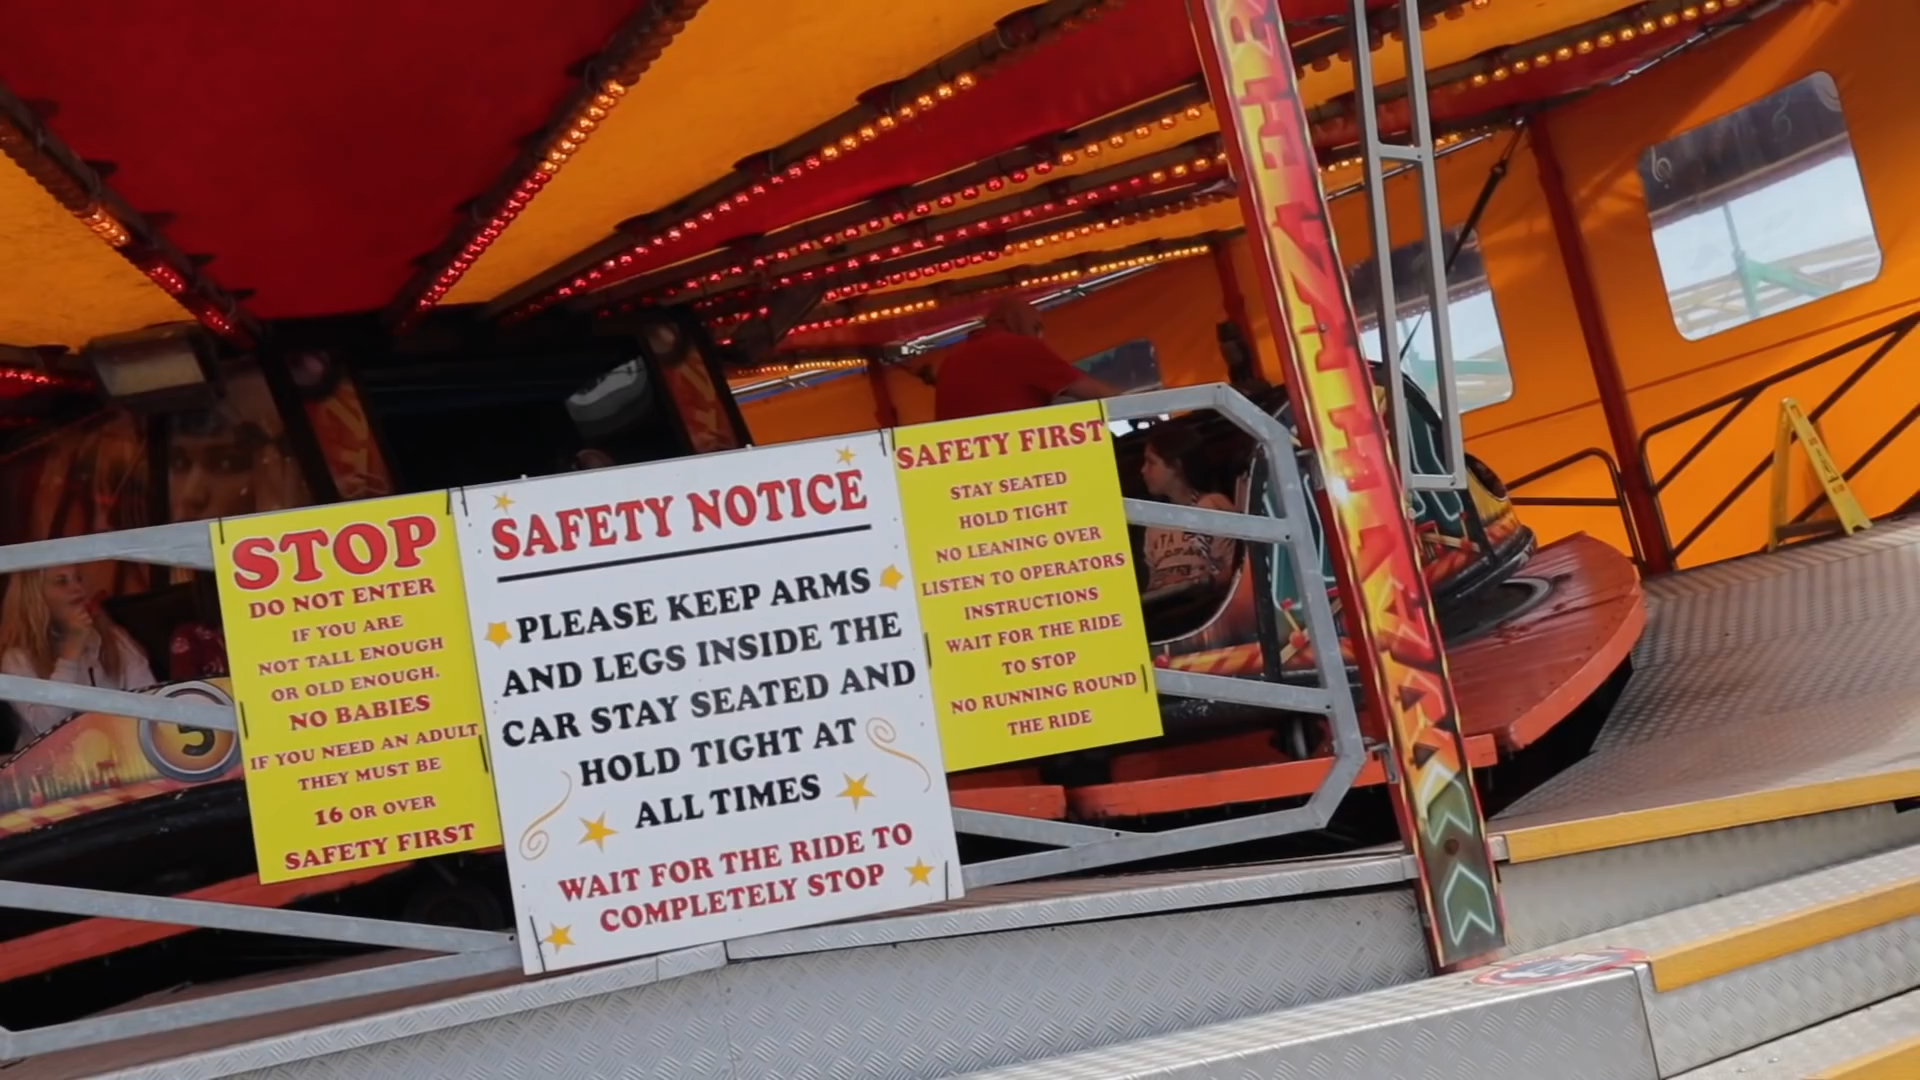 STOP
DO NOT ENTER
IF YOU ARE
NOT TALL ENOUGH
OR OLD ENOUGH.
NO BABIES
IF YOU NEED AN ADULT
THEY MUST BE
16 OR OVER
SAFETY FIRST
SAFETY NOTICE
PLEASE KEEP ARMS
AND LEGS INSIDE THE
CAR STAY SEATED AND
HOLD TIGHT AT
ALL TIMES
WAIT FOR THE RIDE TO
COMPLETELY STOP
SAFETY FIRST
STAY SEATED
HOLD TIGHT
NO LEANING OVER
LISTEN TO OPERATORS
INSTRUCTIONS
WAIT FOR THE RIDE
TO STOP
NO RUNNING ROUND
THE RIDE
5